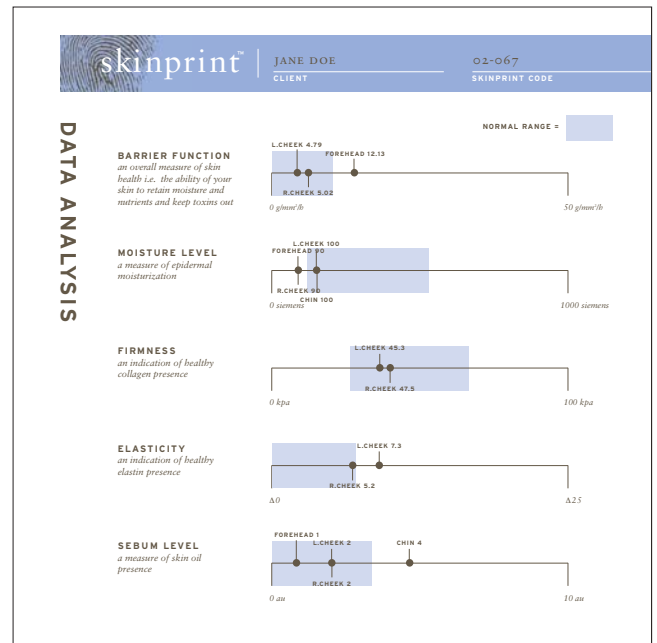 skinprint™
JANE DOE
CLIENT
02-067
SKINPRINT CODE
DATA ANALYSIS
NORMAL RANGE =
BARRIER FUNCTION
an overall measure of skin
health i.e. the ability of your
skin to retain moisture and
nutrients and keep toxins out
L.CHEEK 4.79
FOREHEAD 12.13
R.CHEEK 5.02
0 g/mm²/h
50 g/mm²/h
MOISTURE LEVEL
a measure of epidermal
moisturization
L.CHEEK 100
FOREHEAD 90
R.CHEEK 90
CHIN 100
0 siemens
1000 siemens
FIRMNESS
an indication of healthy
collagen presence
L.CHEEK 45.3
R.CHEEK 47.5
0 kpa
100 kpa
ELASTICITY
an indication of healthy
elastin presence
L.CHEEK 7.3
R.CHEEK 5.2
Δ0
Δ25
SEBUM LEVEL
a measure of skin oil
presence
FOREHEAD 1
L.CHEEK 2
CHIN 4
R.CHEEK 2
0 au
10 au